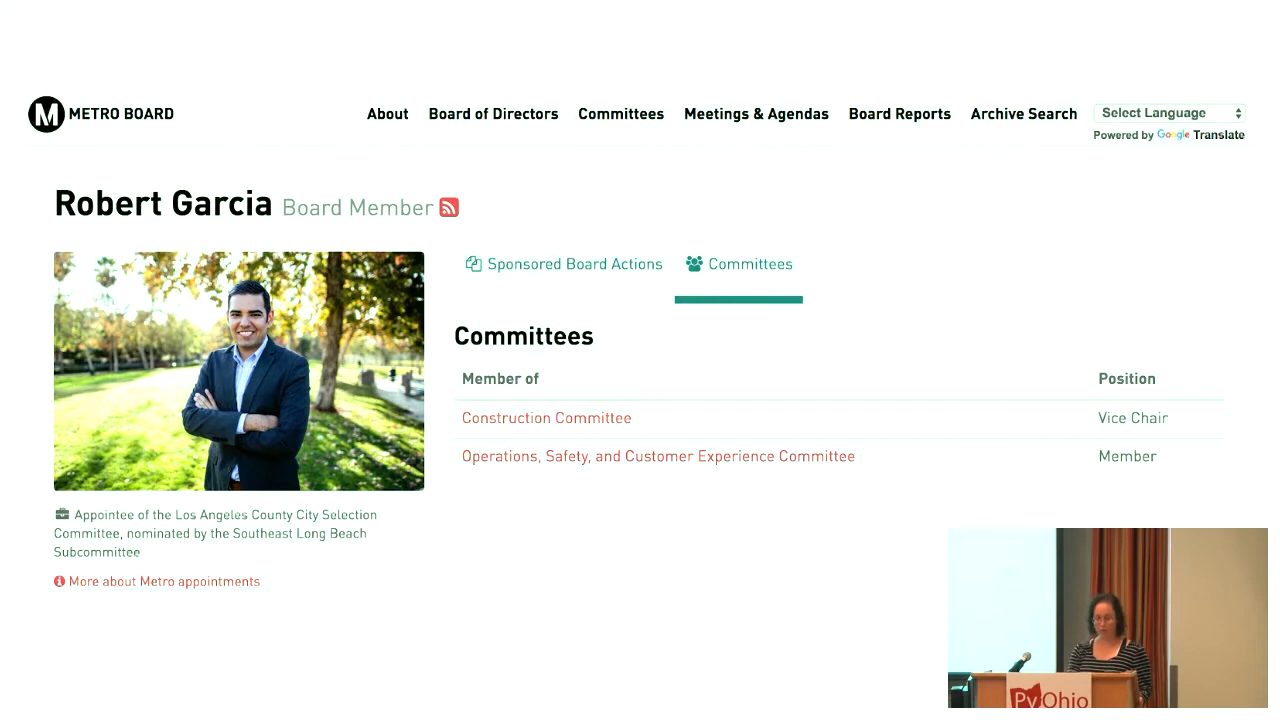 METRO BOARD
About Board of Directors Committees Meetings & Agendas Board Reports Archive Search Select Language
Powered by Google Translate
Robert Garcia Board Member
Sponsored Board Actions Committees
Committees
Member of Position
Construction Committee Vice Chair
Operations, Safety, and Customer Experience Committee Member
Appointee of the Los Angeles County City Selection
Committee, nominated by the Southeast Long Beach
Subcommittee
More about Metro appointments
PyOhio